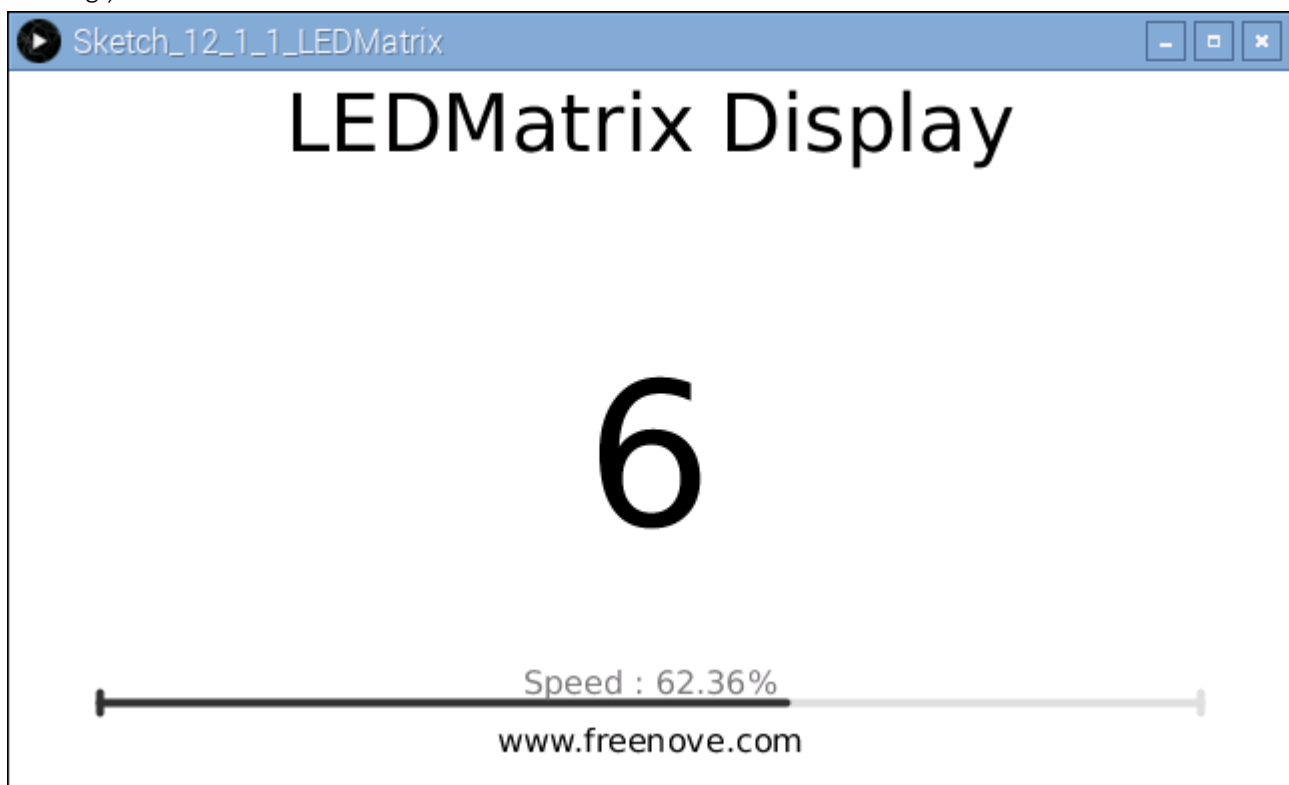 Sketch_12_1_1_LEDMatrix
LEDMatrix Display
6
Speed : 62.36%
www.freenove.com